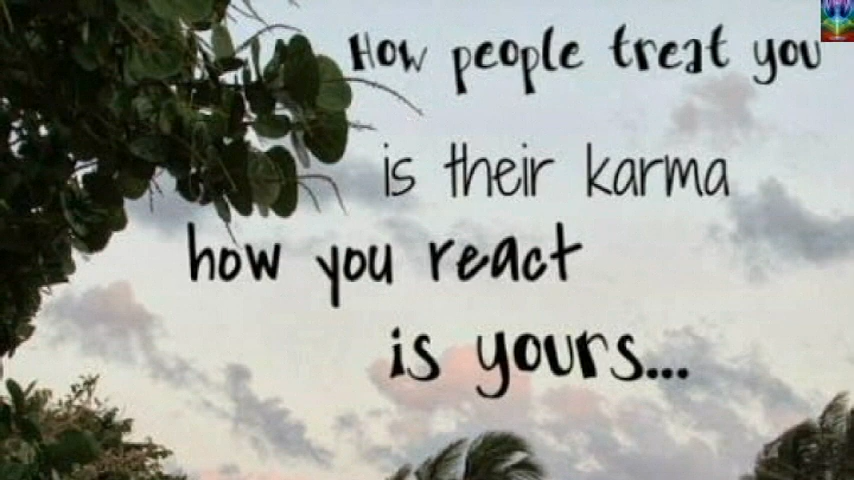 How people treat you
is their karma
how you react
is yours...